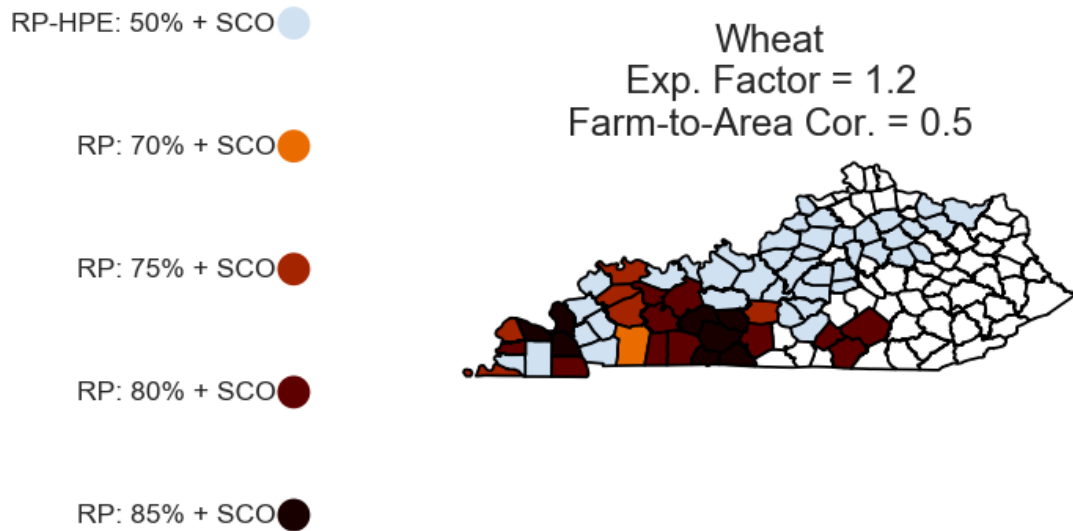 RP-HPE: 50% + SCO
Wheat
Exp. Factor = 1.2
Farm-to-Area Cor. = 0.5
RP: 70% + SCO
RP: 75% + SCO
RP: 80% + SCO
RP: 85% + SCO